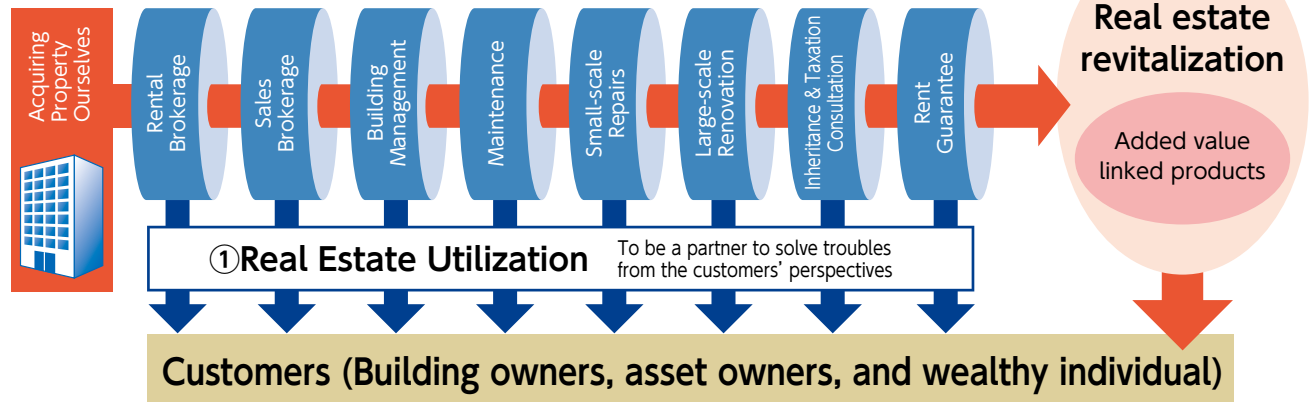 Acquiring
Property
Ourselves
Rental
Brokerage
Sales
Brokerage
Building
Management
Maintenance
Small-scale
Repairs
Large-scale
Renovation
Inheritance & Taxation
Consultation
Rent
Guarantee
Real estate
revitalization
Added value
linked products
①Real Estate Utilization
To be a partner to solve troubles
from the customers’ perspectives
Customers (Building owners, asset owners, and wealthy individual)